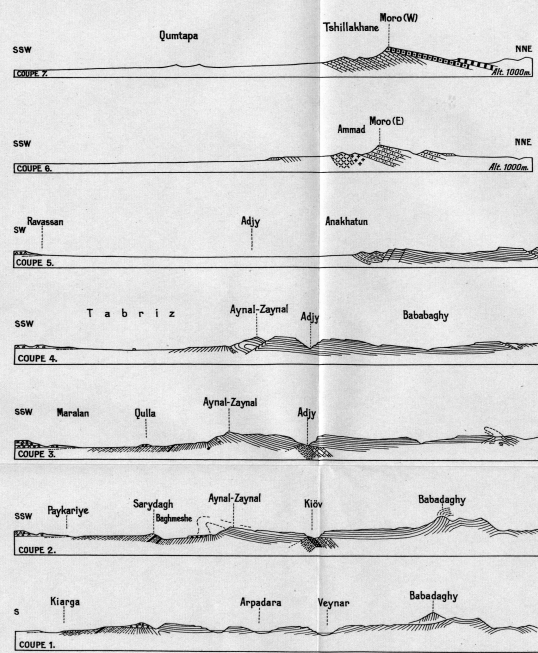 Moro (W)
Tshillakhane
Qumtapa
SSW
NNE
COUPE 7.
Alt. 1000m.
Moro (E)
Ammad
SSW
NNE
COUPE 6.
Alt. 1000m.
Ravassan
Adjy
Anakhatun
SW
COUPE 5.
Tabriz
Aynal-Zaynal
Adjy
Bababaghy
SSW
COUPE 4.
Aynal-Zaynal
SSW
Maralan
Qulla
Adjy
COUPE 3.
Paykariye
Sarydagh
Aynal-Zaynal
Kiöv
Babadaghy
SSW
Baghmeshe
COUPE 2.
S
Kiarga
Arpadara
Veynar
Babadaghy
COUPE 1.